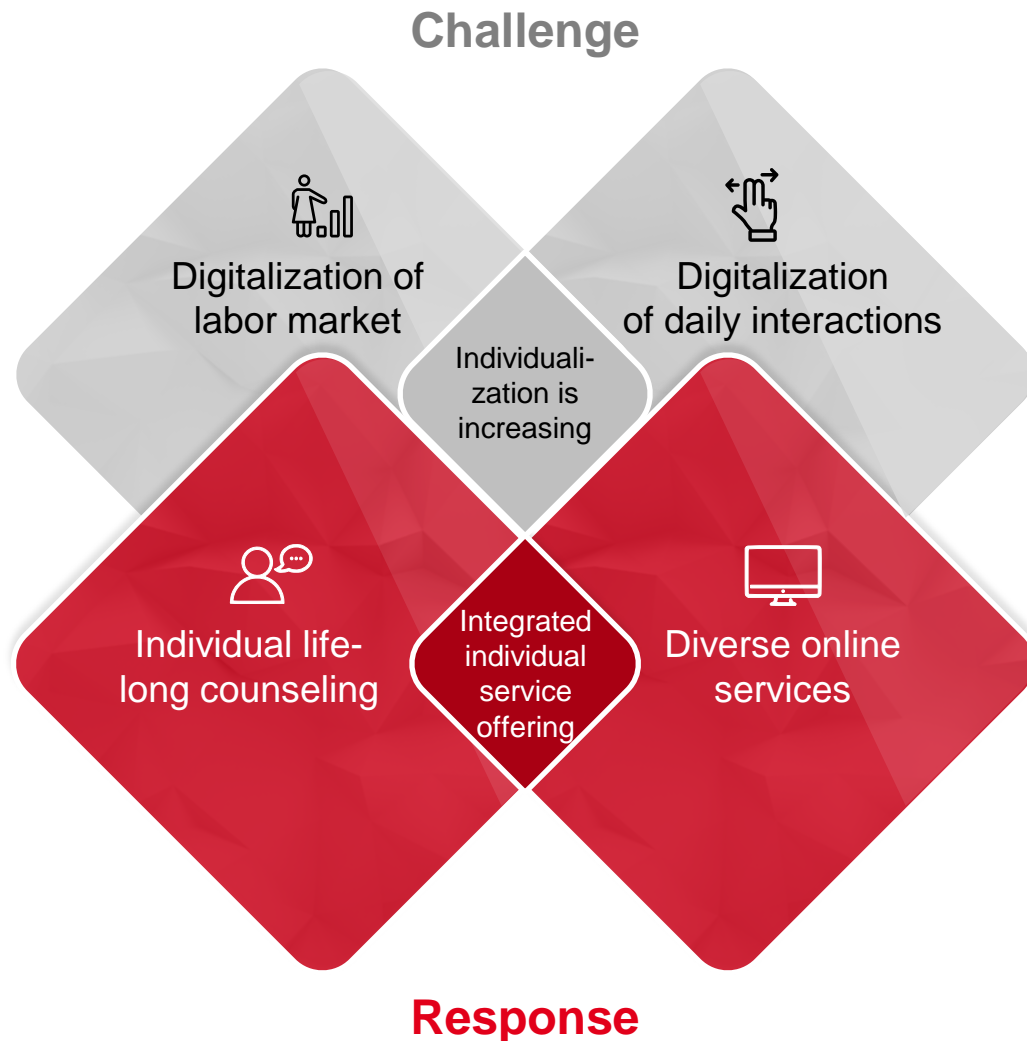 Challenge
Digitalization of
labor market
Digitalization
of daily interactions
Individuali-
zation is
increasing
Individual life-
long counseling
Integrated
individual
service
offering
Diverse online
services
Response